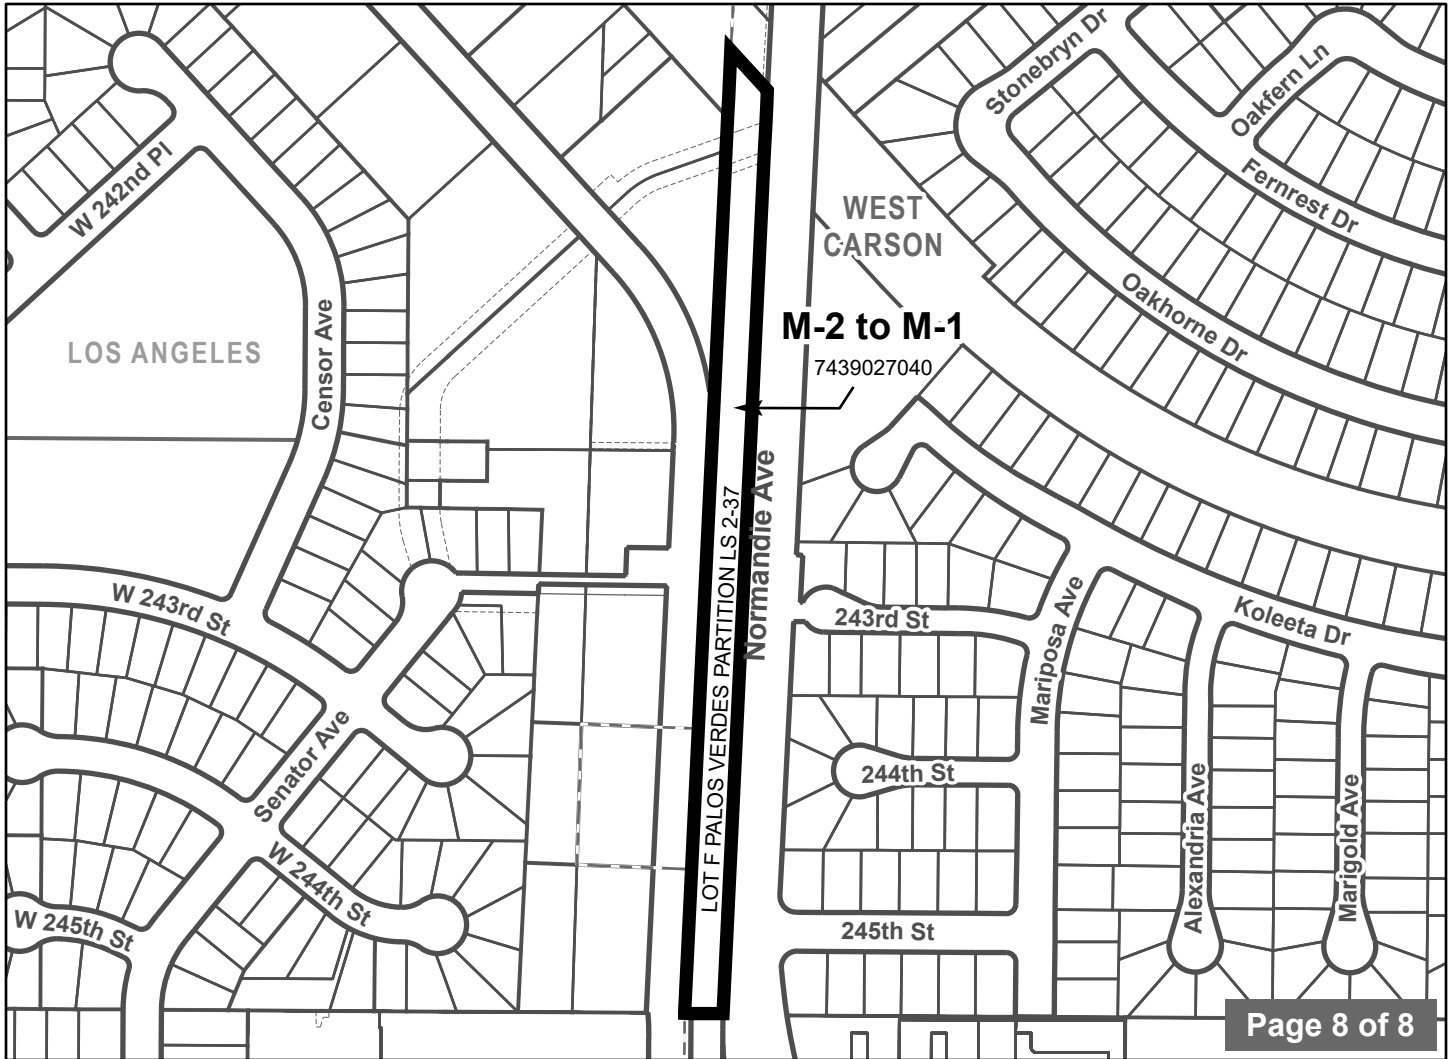 Stonebryn Dr
Oakfern Ln
W 242nd Pl
Fernrest Dr
WEST
CARSON
Oakhorne Dr
LOS ANGELES
Censor Ave
M-2 to M-1
7439027040
LOT F PALOS VERDES PARTITION LS 2-37
Normandie Ave
W 243rd St
243rd St
Mariposa Ave
Koleeta Dr
Senator Ave
244th St
Alexandria Ave
Marigold Ave
W 244th St
W 245th St
245th St
Page 8 of 8